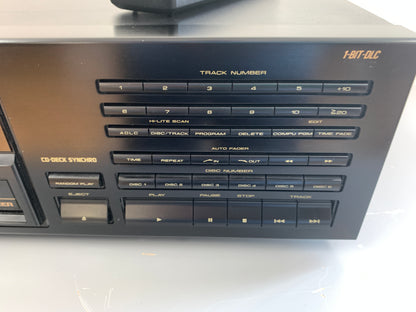 1-BIT-DLC
TRACK NUMBER
1 2 3 4 5 +10
6 7 8 9 10 ≥20
HI-LITE SCAN EDIT
ADLC DISC/TRACK PROGRAM DELETE COMPU PGM TIME FADE
AUTO FADER
CD-DECK SYNCHRO TIME REPEAT IN OUT ◄◄ ►►
DISC NUMBER
RANDOM PLAY DISC 1 DISC 2 DISC 3 DISC 4 DISC 5 DISC 6
EJECT PLAY PAUSE STOP TRACK